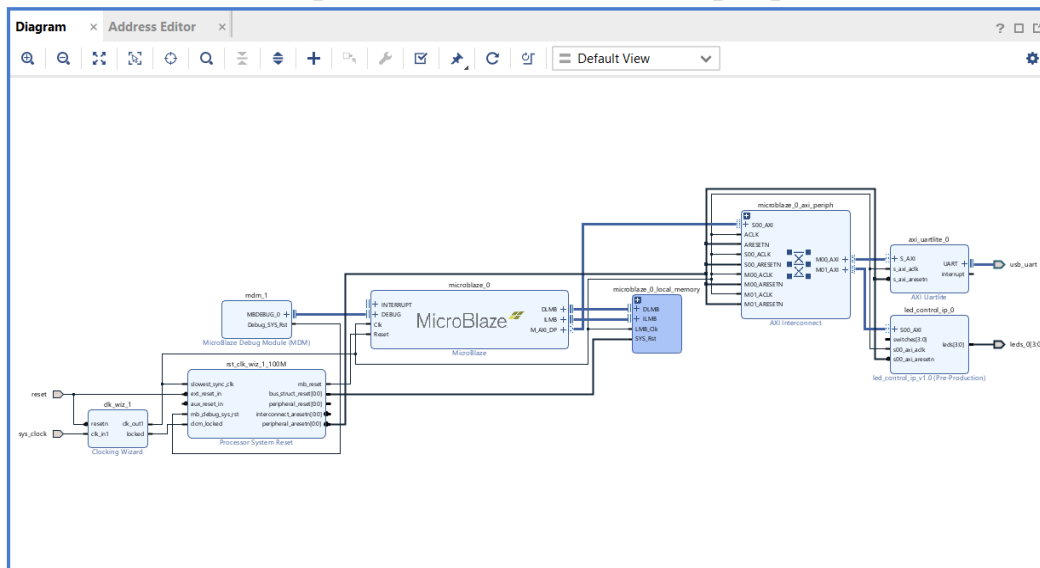 Diagram × Address Editor ×
Default View
mdm_1
MBDEBUG_0
Debug_SYS_Rst
MicroBlaze Debug Module (MDM)
microblaze_0
INTERRUPT
DEBUG
Clk
Reset
MicroBlaze
DLMB
ILMB
M_AXI_DP
MicroBlaze
microblaze_0_local_memory
DLMB
ILMB
LMB_Clk
SYS_Rst
microblaze_0_axi_periph
S00_AXI
ACLK
ARESETN
S00_ACLK
S00_ARESETN
M00_ACLK
M00_ARESETN
M01_ACLK
M01_ARESETN
M00_AXI
M01_AXI
AXI Interconnect
axi_uartlite_0
S_AXI
s_axi_aclk
s_axi_aresetn
UART
interrupt
AXI Uartlite
usb_uart
led_control_ip_0
S00_AXI
switches[3:0]
s00_axi_aclk
s00_axi_aresetn
leds[3:0]
led_control_ip_v1.0 (Pre-Production)
leds_0[3:0
rst_clk_wiz_1_100M
slowest_sync_clk
ext_reset_in
aux_reset_in
mb_debug_sys_rst
dcm_locked
mb_reset
bus_struct_reset[0:0]
peripheral_reset[0:0]
interconnect_aresetn[0:0]
peripheral_aresetn[0:0]
Processor System Reset
reset
sys_clock
clk_wiz_1
resetn
clk_in1
clk_out1
locked
Clocking Wizard